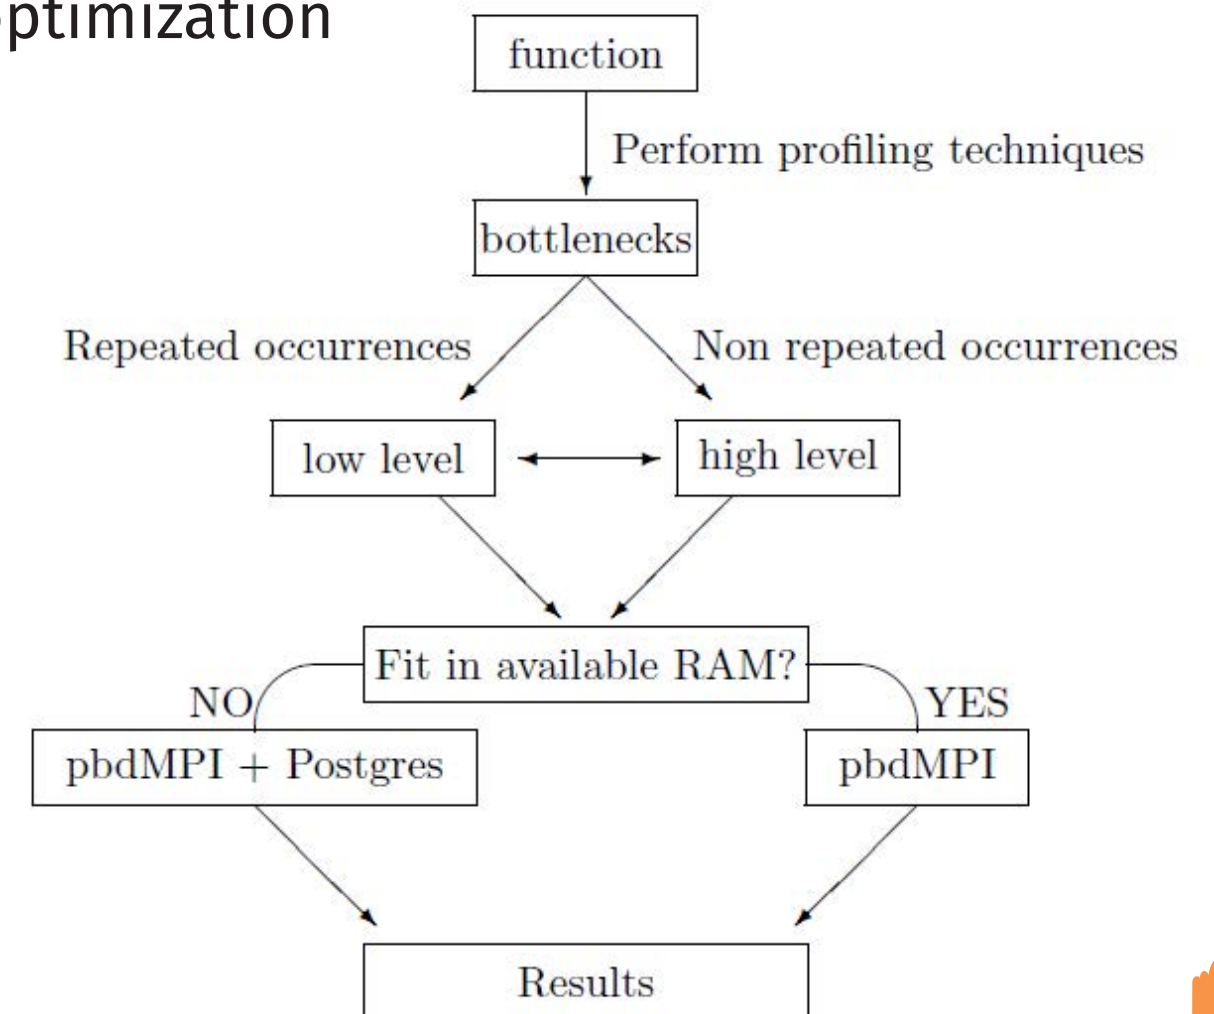 ptimization
function
Perform profiling techniques
bottlenecks
Repeated occurrences
Non repeated occurrences
low level
high level
Fit in available RAM?
NO
YES
pbdMPI + Postgres
pbdMPI
Results